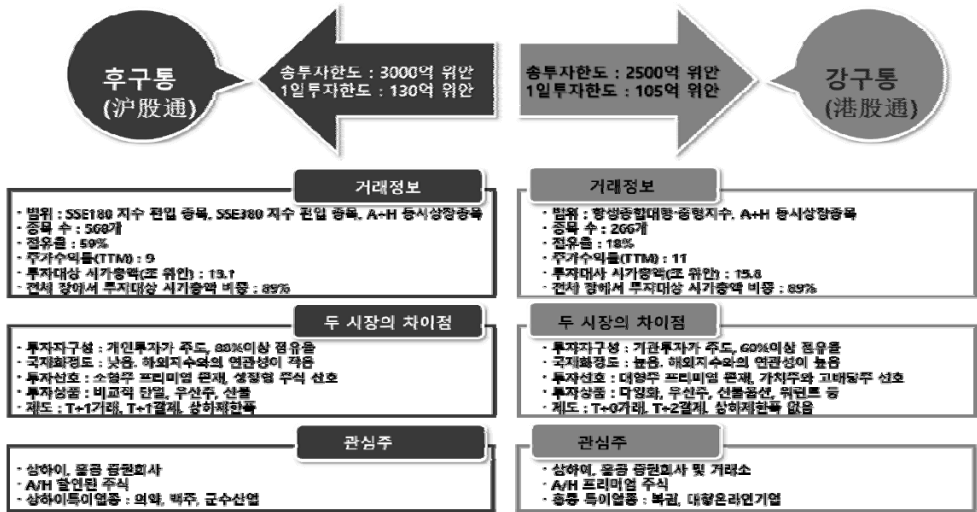 후구통
(沪股通)
총투자한도 : 3000억 위안
1일투자한도 : 130억 위안
총투자한도 : 2500억 위안
1일투자한도 : 105억 위안
강구통
(港股通)
거래정보
· 범위 : SSE180 지수 편입 종목, SSE380 지수 편입 종목, A+H 동시상장종목
· 종목 수 : 568개
· 점유율 : 59%
· 주가수익률(TTM) : 9
· 투자대상 시가총액(조 위안) : 13.1
· 전체 장에서 투자대상 시가총액 비중 : 89%
거래정보
· 범위 : 항셍종합대형·중형지수, A+H 동시상장종목
· 종목 수 : 266개
· 점유율 : 18%
· 주가수익률(TTM) : 11
· 투자대상 시가총액(조 위안) : 15.8
· 전체 장에서 투자대상 시가총액 비중 : 89%
두 시장의 차이점
· 투자자구성 : 개인투자가 주도, 80%이상 점유율
· 국제화정도 : 낮음, 해외지수와의 연관성이 작음
· 투자선호 : 소형주 프리미엄 존재, 성장형 주식 선호
· 투자상품 : 비교적 단일, 우선주, 선물
· 제도 : T+1거래, T+1결제, 상하제한폭
두 시장의 차이점
· 투자자구성 : 기관투자가 주도, 60%이상 점유율
· 국제화정도 : 높음, 해외지수와의 연관성이 높음
· 투자선호 : 대형주 프리미엄 존재, 가치주와 고배당주 선호
· 투자상품 : 다양화, 우선주, 선물옵션, 워런트 등
· 제도 : T+0거래, T+2결제, 상하제한폭 없음
관심주
· 상하이, 홍콩 증권회사
· A/H 할인된 주식
· 상하이특이업종 : 의약, 백주, 군수산업
관심주
· 상하이, 홍콩 증권회사 및 거래소
· A/H 프리미엄 주식
· 홍콩 특이업종 : 복권, 대형온라인기업